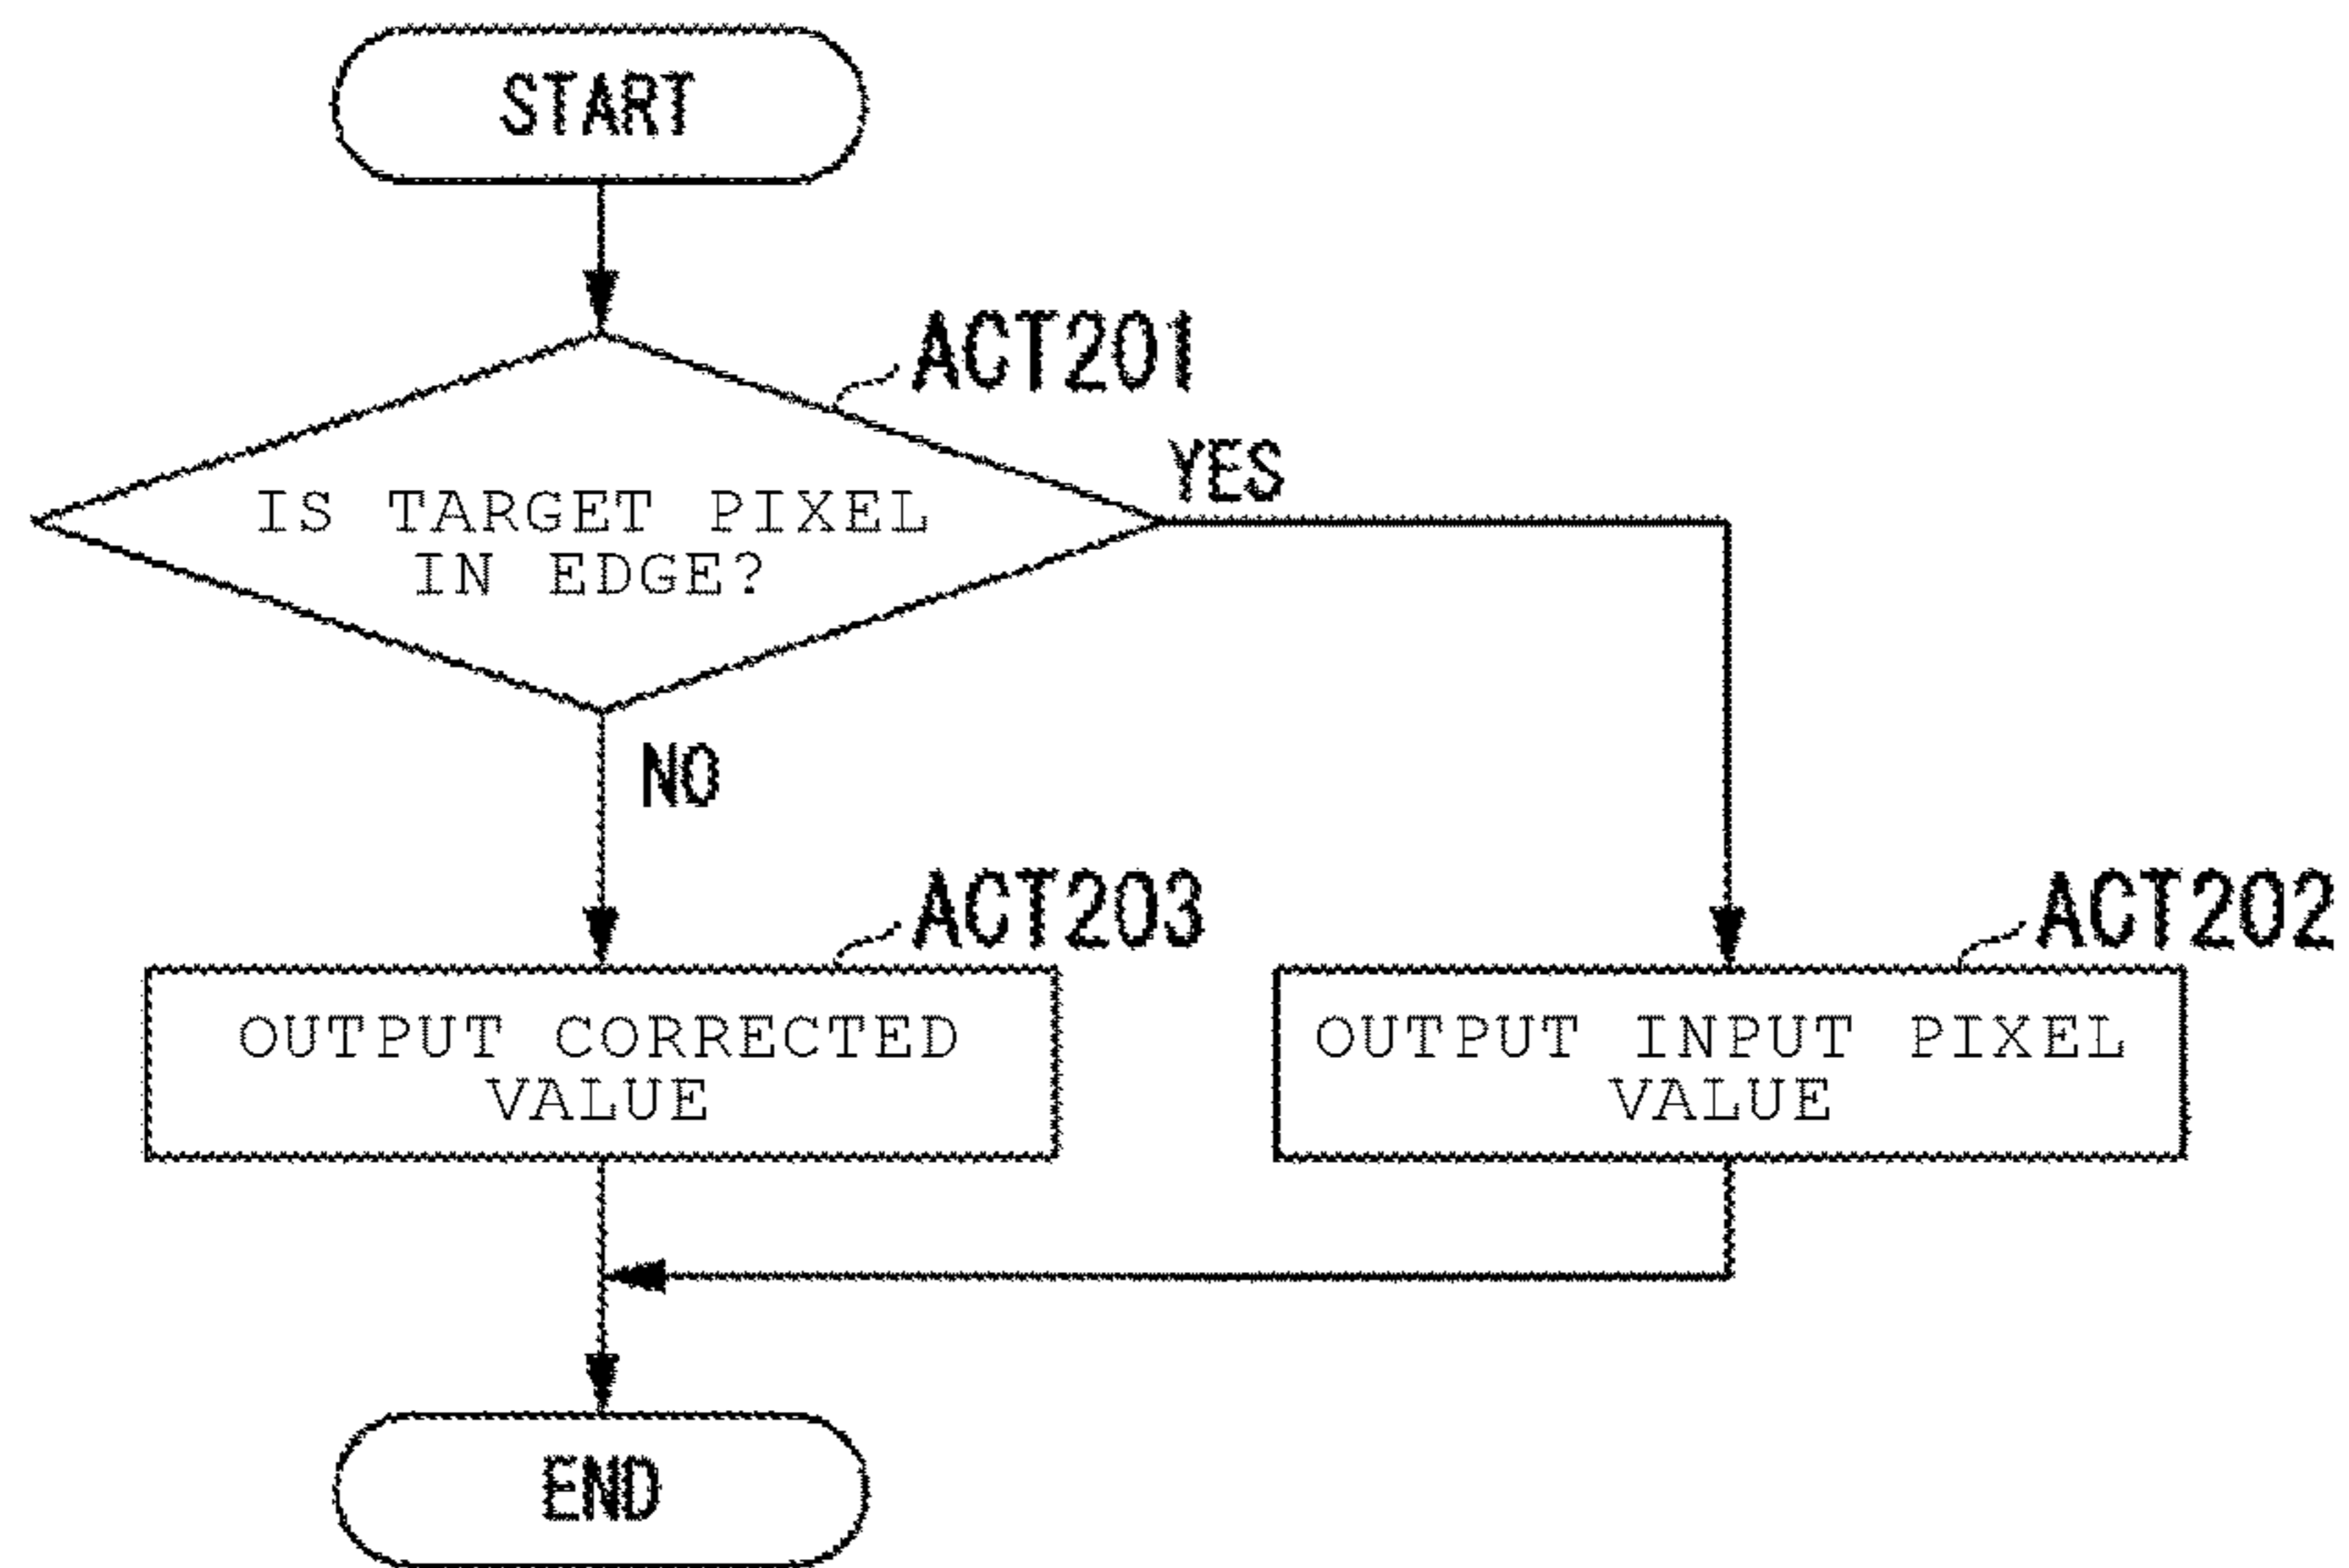 START
ACT201
YES
IS TARGET PIXEL
IN EDGE?
NO
ACT203
OUTPUT CORRECTED
VALUE
ACT202
OUTPUT INPUT PIXEL
VALUE
END